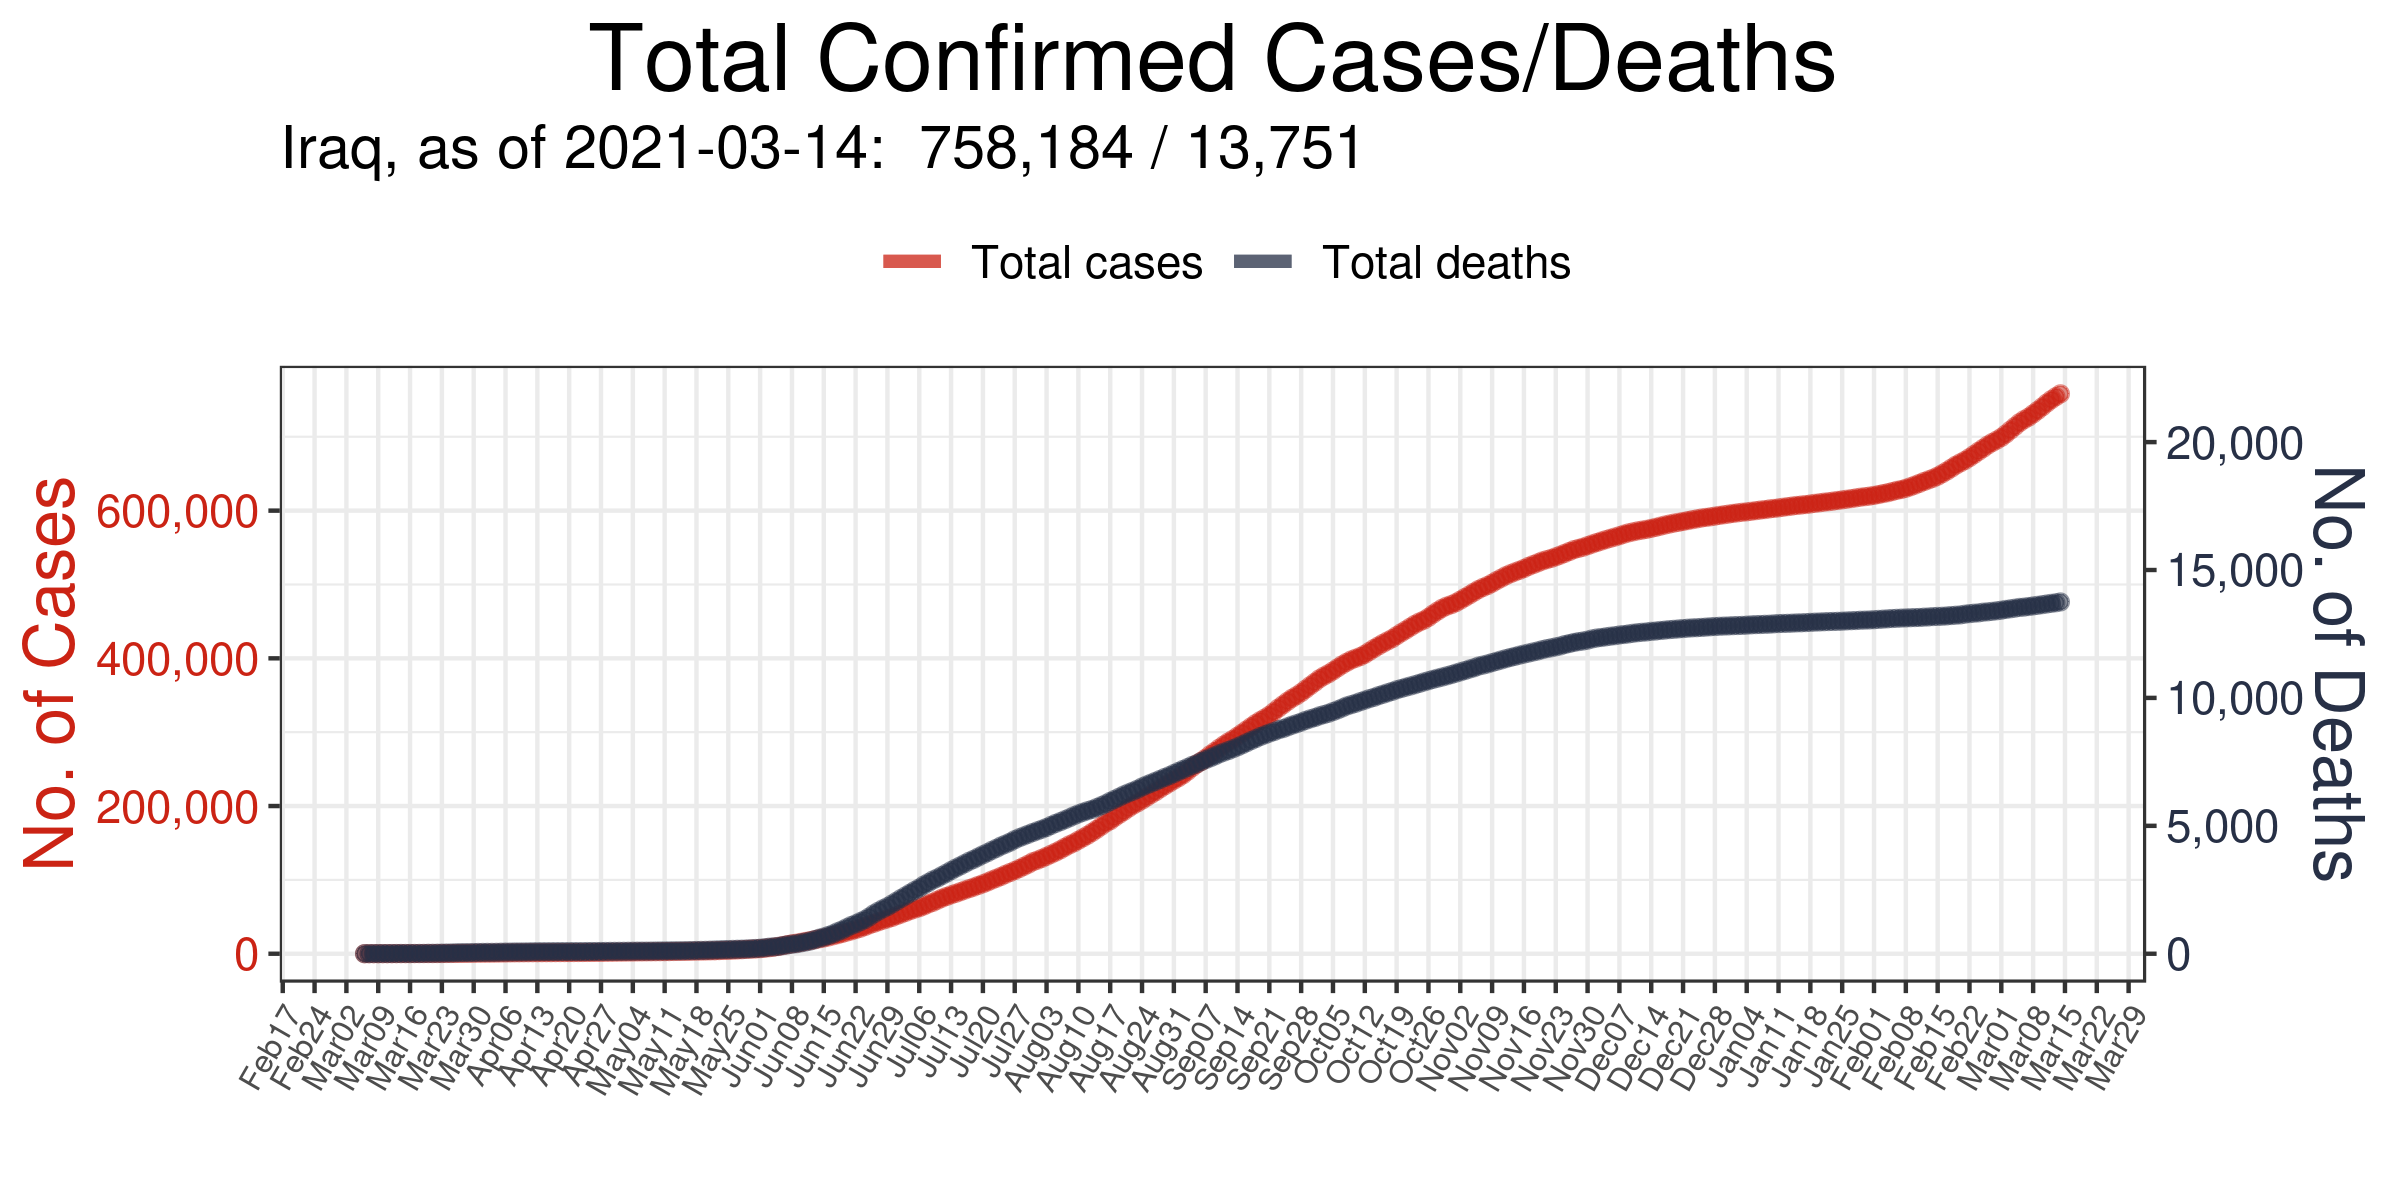 Total Confirmed Cases/Deaths
Iraq, as of 2021-03-14:  758,184 / 13,751
Total cases
Total deaths
No. of Cases
600,000
400,000
200,000
0
20,000
15,000
10,000
5,000
0
No. of Deaths
Feb17
Feb24
Mar02
Mar09
Mar16
Mar23
Mar30
Apr06
Apr13
Apr20
Apr27
May04
May11
May18
May25
Jun01
Jun08
Jun15
Jun22
Jun29
Jul06
Jul13
Jul20
Jul27
Aug03
Aug10
Aug17
Aug24
Aug31
Sep07
Sep14
Sep21
Sep28
Oct05
Oct12
Oct19
Oct26
Nov02
Nov09
Nov16
Nov23
Nov30
Dec07
Dec14
Dec21
Dec28
Jan04
Jan11
Jan18
Jan25
Feb01
Feb08
Feb15
Feb22
Mar01
Mar08
Mar15
Mar22
Mar29